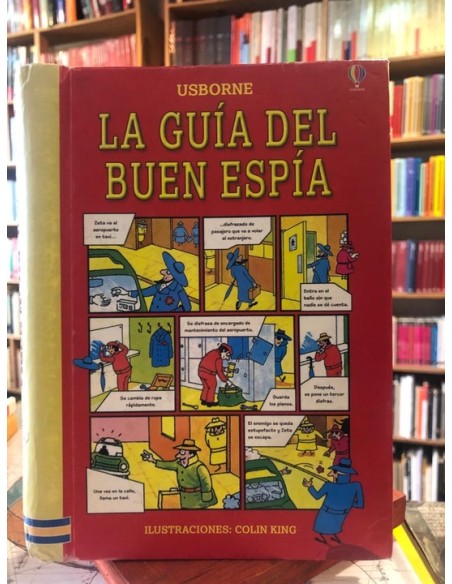 USBORNE
LA GUÍA DEL
BUEN ESPÍA
Zeta va al
aeropuerto
en taxi...
...disfrazado de
pasajero que va a volar
al extranjero.
Entra en el
baño sin que
nadie se dé cuenta.
Se cambia de ropa
rápidamente.
Se disfraza de encargado de
mantenimiento del aeropuerto.
Guarda
los planos.
Después,
se pone un tercer
disfraz.
Una vez en la calle,
llama un taxi.
El enemigo se queda
estupefacto y Zeta
se escapa.
ILUSTRACIONES: COLIN KING